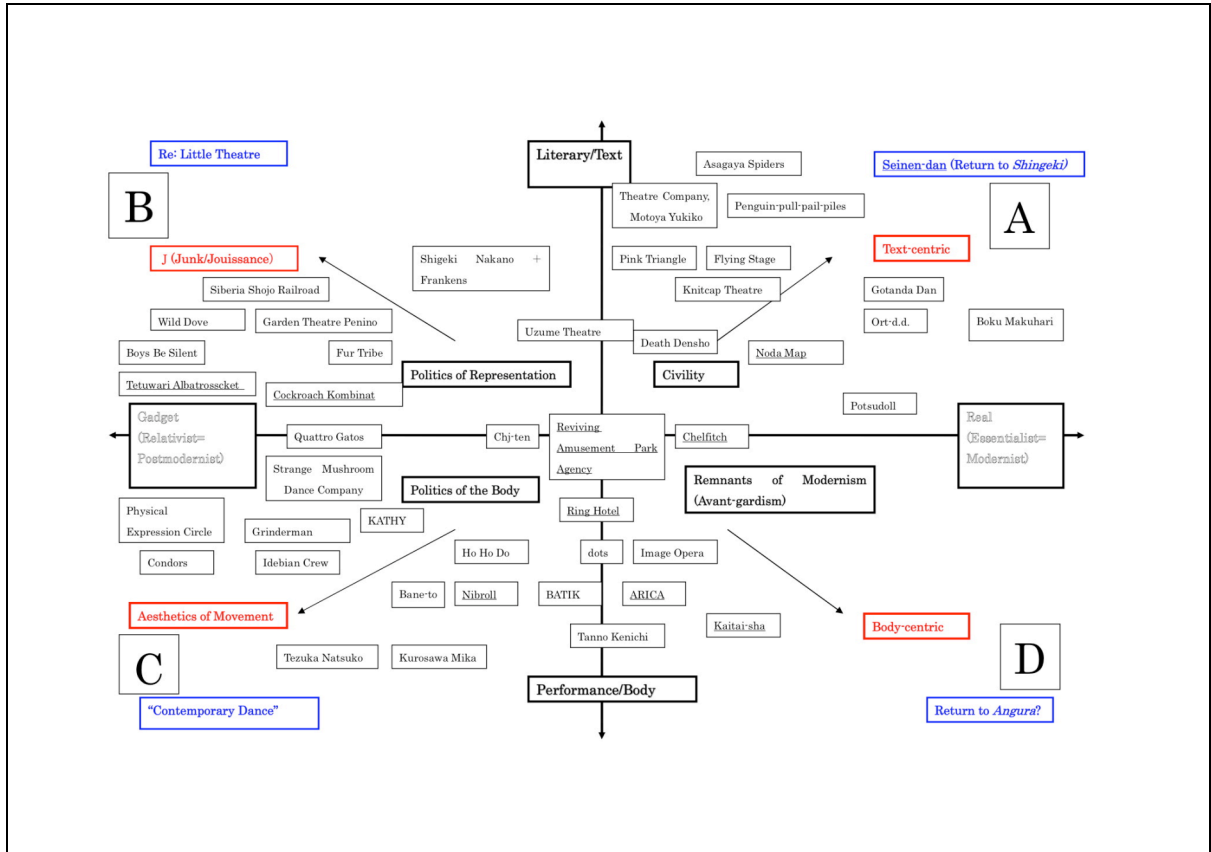 Re: Little Theatre
Literary/Text
Asagaya Spiders
Seinen-dan (Return to Shingeki)
B
Theatre Company,
Motoya Yukiko
Penguin-pull-pail-piles
A
J (Junk/Jouissance)
Shigeki Nakano +
Frankens
Pink Triangle
Flying Stage
Text-centric
Siberia Shojo Railroad
Knitcap Theatre
Gotanda Dan
Wild Dove
Garden Theatre Penino
Uzume Theatre
Death Densho
Ort-d.d.
Boku Makuhari
Boys Be Silent
Fur Tribe
Noda Map
Tetuwari Albatrosscket
Cockroach Kombinat
Politics of Representation
Civility
Potsudoll
Gadget
(Relativist=
Postmodernist)
Quattro Gatos
Chj-ten
Reviving
Amusement Park
Agency
Chelfitch
Real
(Essentialist=
Modernist)
Strange Mushroom
Dance Company
Politics of the Body
Remnants of Modernism
(Avant-gardism)
Physical
Expression Circle
Grinderman
KATHY
Ring Hotel
Condors
Idebian Crew
Ho Ho Do
dots
Image Opera
Aesthetics of Movement
Bane-to
Nibroll
BATIK
ARICA
Kaitai-sha
Body-centric
C
Tezuka Natsuko
Kurosawa Mika
Tanno Kenichi
D
"Contemporary Dance"
Performance/Body
Return to Angura?